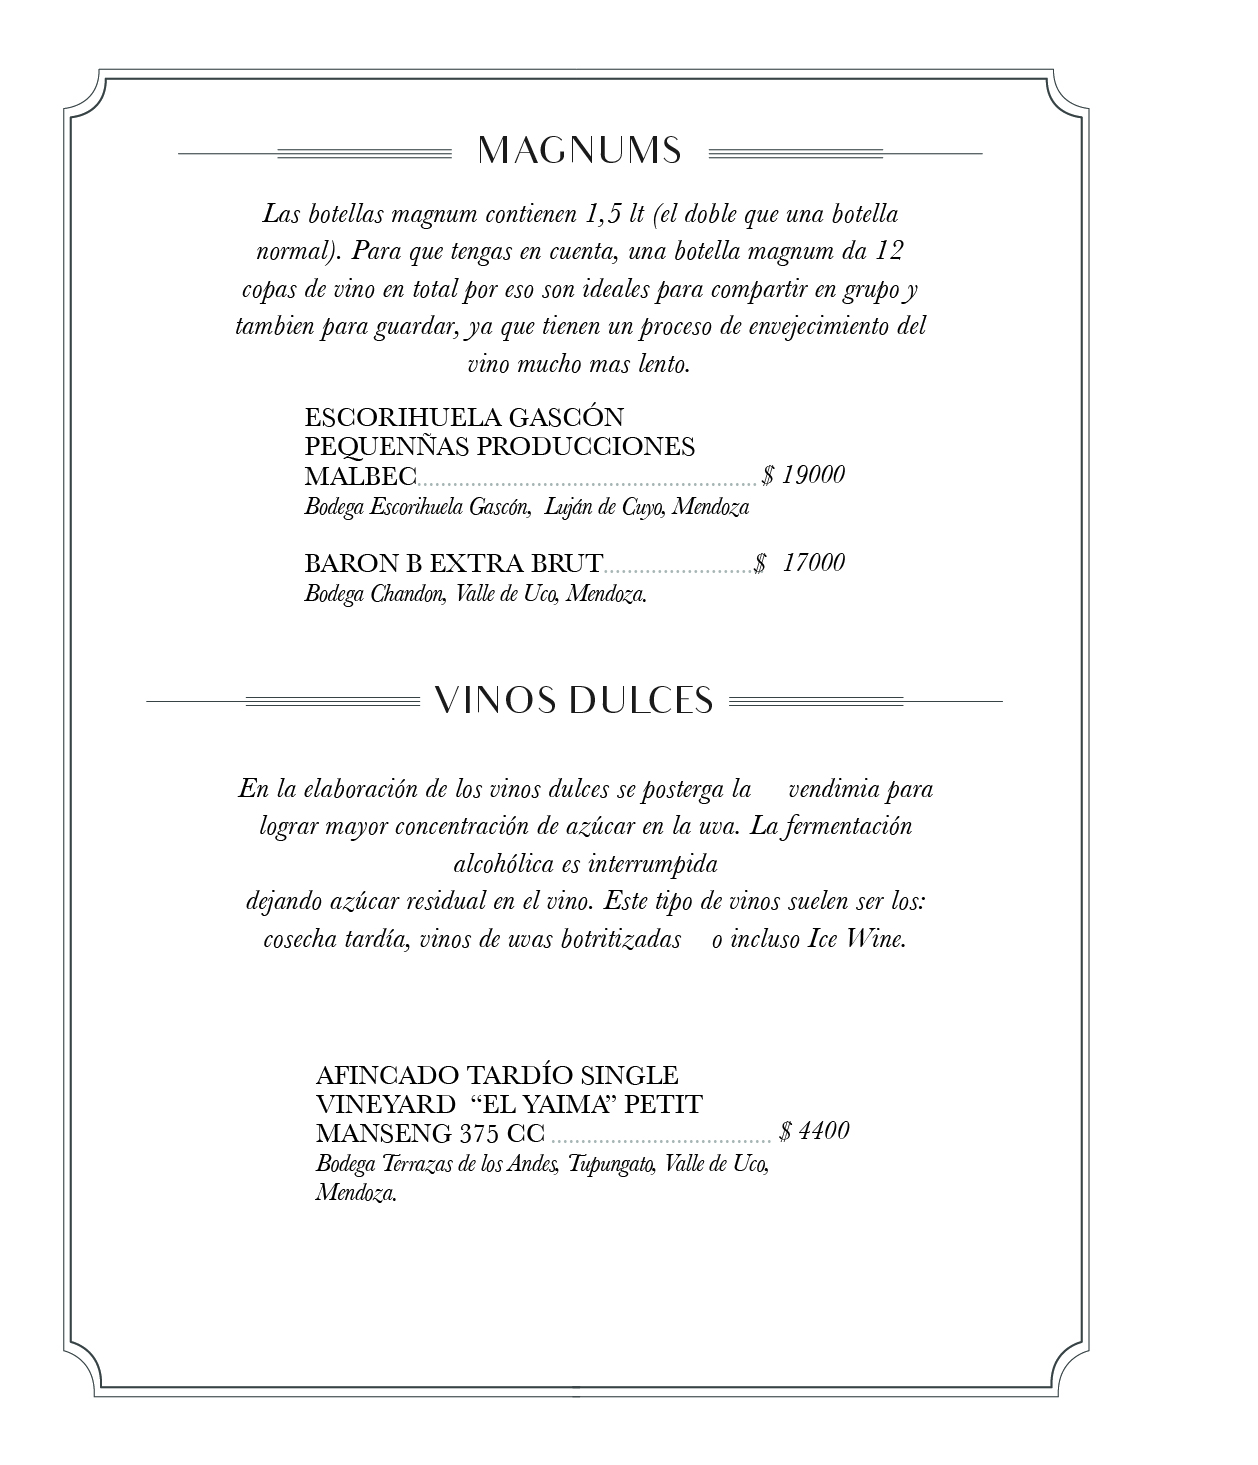 MAGNUMS
Las botellas magnum contienen 1,5 lt (el doble que una botella
normal). Para que tengas en cuenta, una botella magnum da 12
copas de vino en total por eso son ideales para compartir en grupo y
tambien para guardar, ya que tienen un proceso de envejecimiento del
vino mucho mas lento.
ESCORIHUELA GASCÓN
PEQUENÑAS PRODUCCIONES
MALBEC........................................................$ 19000
Bodega Escorihuela Gascón, Luján de Cuyo, Mendoza
BARON B EXTRA BRUT.........................$ 17000
Bodega Chandon, Valle de Uco, Mendoza.
VINOS DULCES
En la elaboración de los vinos dulces se posterga la vendimia para
lograr mayor concentración de azúcar en la uva. La fermentación
alcohólica es interrumpida
dejando azúcar residual en el vino. Este tipo de vinos suelen ser los:
cosecha tardía, vinos de uvas botritizadas o incluso Ice Wine.
AFINCADO TARDÍO SINGLE
VINEYARD “EL YAIMA” PETIT
MANSENG 375 CC .....................................$ 4400
Bodega Terrazas de los Andes, Tupungato, Valle de Uco,
Mendoza.